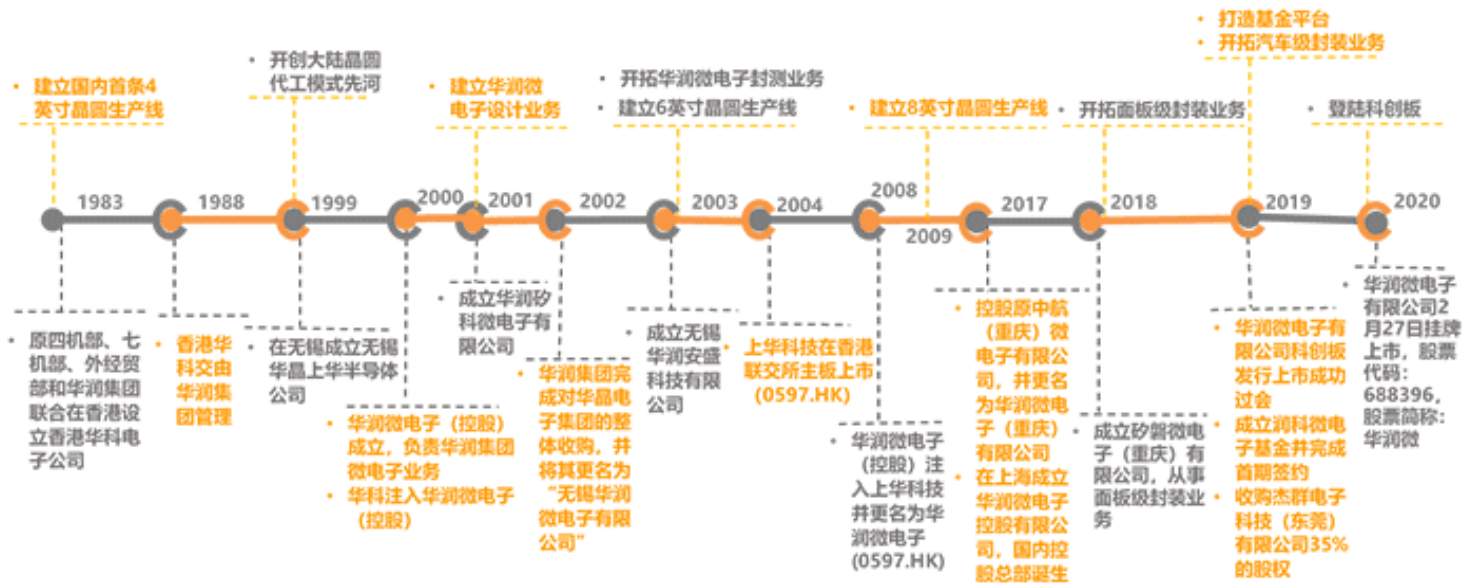 • 建立国内首条4
英寸晶圆生产线
• 开创大陆晶圆
代工模式先河
• 建立华润微
电子设计业务
• 开拓华润微电子封测业务
• 建立6英寸晶圆生产线
• 建立8英寸晶圆生产线
• 开拓面板级封装业务
• 打造基金平台
• 开拓汽车级封装业务
• 登陆科创板
1983
1988
1999
2000
2001
2002
2003
2004
2008
2009
2017
2018
2019
2020
• 原四机部、七
机部、外经贸
部和华润集团
联合在香港设
立香港华科电
子公司
• 香港华
科交由
华润集
团管理
• 在无锡成立无锡
华晶上华半导体
公司
• 华润微电子（控股）
成立，负责华润集团
微电子业务
• 华科注入华润微电子
（控股）
• 成立华润矽
科微电子有
限公司
• 华润集团完
成对华晶电
子集团的整
体收购，并
将其更名为
“无锡华润
微电子有限
公司”
• 成立无锡
华润安盛
科技有限
公司
• 上华科技在香港
联交所主板上市
(0597.HK)
• 华润微电子
（控股）注
入上华科技
并更名为华
润微电子
(0597.HK)
• 控股原中航
（重庆）微
电子有限公
司，并更名
为华润微电
子（重庆）
有限公司
• 在上海成立
华润微电子
控股有限公
司，国内控
股总部诞生
• 成立矽磐微电
子（重庆）有
限公司，从事
面板级封装业
务
• 华润微电子有
限公司科创板
发行上市成功
过会
• 成立润科微电
子基金并完成
首期签约
• 收购杰群电子
科技（东莞）
有限公司35%
的股权
• 华润微电子
有限公司2
月27日挂牌
上市，股票
代码：
688396，
股票简称：
华润微